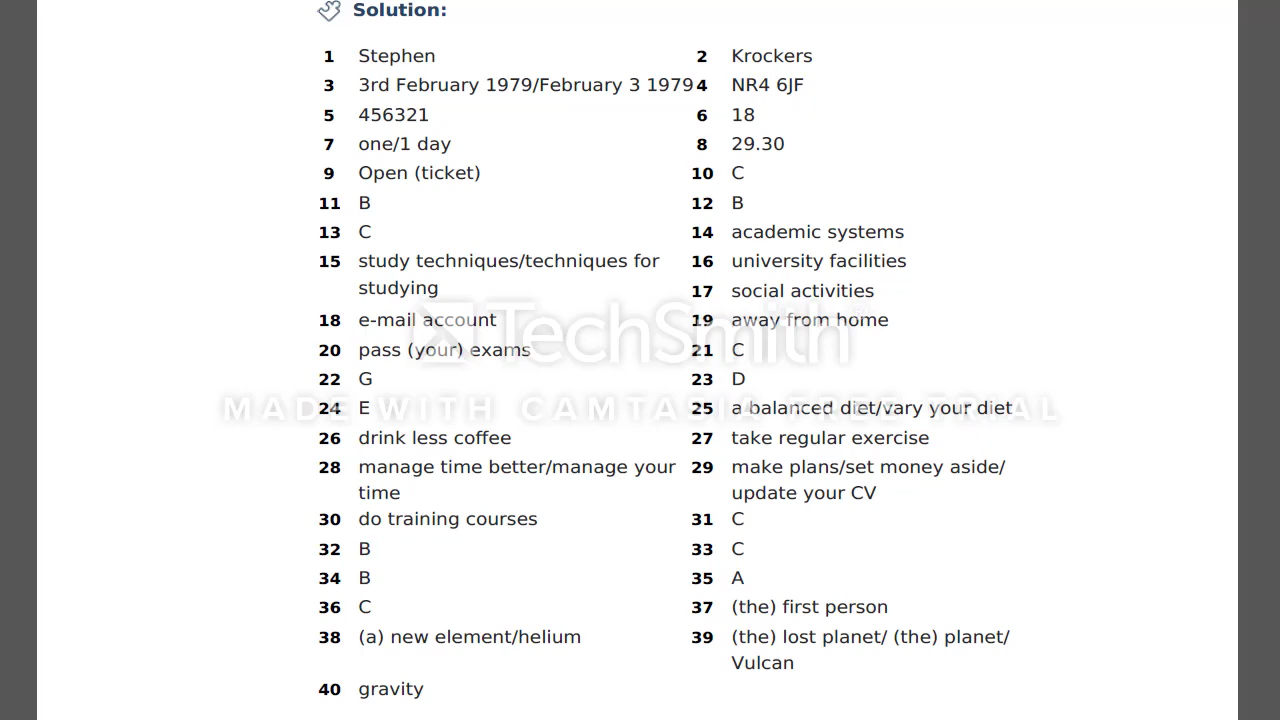 Solution:
1 Stephen 2 Krockers
3 3rd February 1979/February 3 1979 4 NR4 6JF
5 456321 6 18
7 one/1 day 8 29.30
9 Open (ticket) 10 C
11 B 12 B
13 C 14 academic systems
15 study techniques/techniques for 16 university facilities
studying
17 social activities
18 e-mail account 19 away from home
20 pass (your) exams 21 C
22 G 23 D
24 E 25 a balanced diet/vary your diet
26 drink less coffee 27 take regular exercise
28 manage time better/manage your 29 make plans/set money aside/
time update your CV
30 do training courses 31 C
32 B 33 C
34 B 35 A
36 C 37 (the) first person
38 (a) new element/helium 39 (the) lost planet/ (the) planet/
Vulcan
40 gravity
TechSmith
MADE WITH CAMTASIA FREE TRIAL